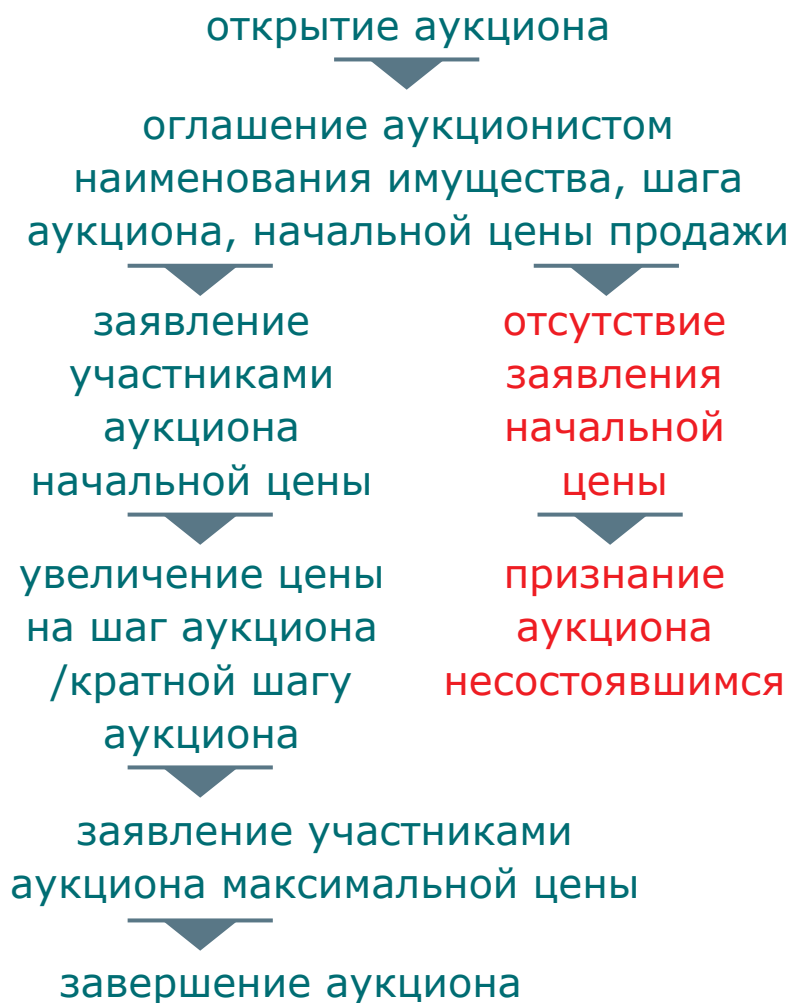 открытие аукциона
оглашение аукционистом
наименования имущества, шага
аукциона, начальной цены продажи
заявление
участниками
аукциона
начальной цены
отсутствие
заявления
начальной
цены
увеличение цены
на шаг аукциона
/кратной шагу
аукциона
признание
аукциона
несостоявшимся
заявление участниками
аукциона максимальной цены
завершение аукциона